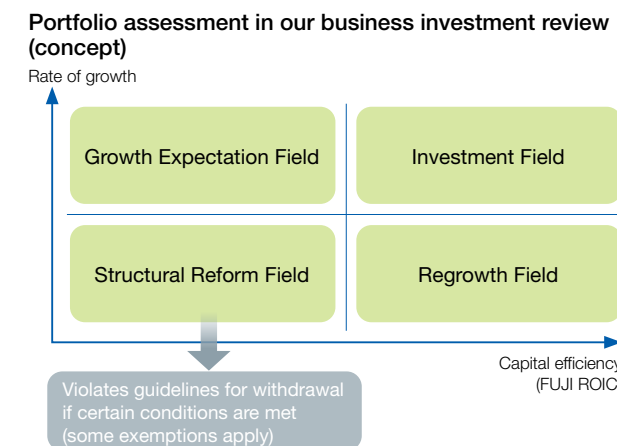 Portfolio assessment in our business investment review
(concept)
Rate of growth
Growth Expectation Field
Investment Field
Structural Reform Field
Regrowth Field
Capital efficiency
(FUJI ROIC
Violates guidelines for withdrawal
if certain conditions are met
(some exemptions apply)